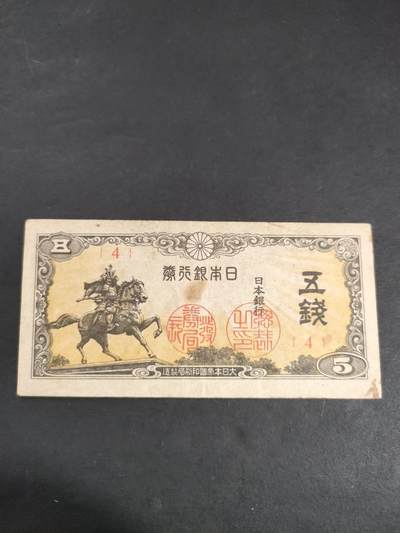 五
{4}
日本銀行券
日本銀行
五錢
{4}
5
大日本帝國印刷局製造